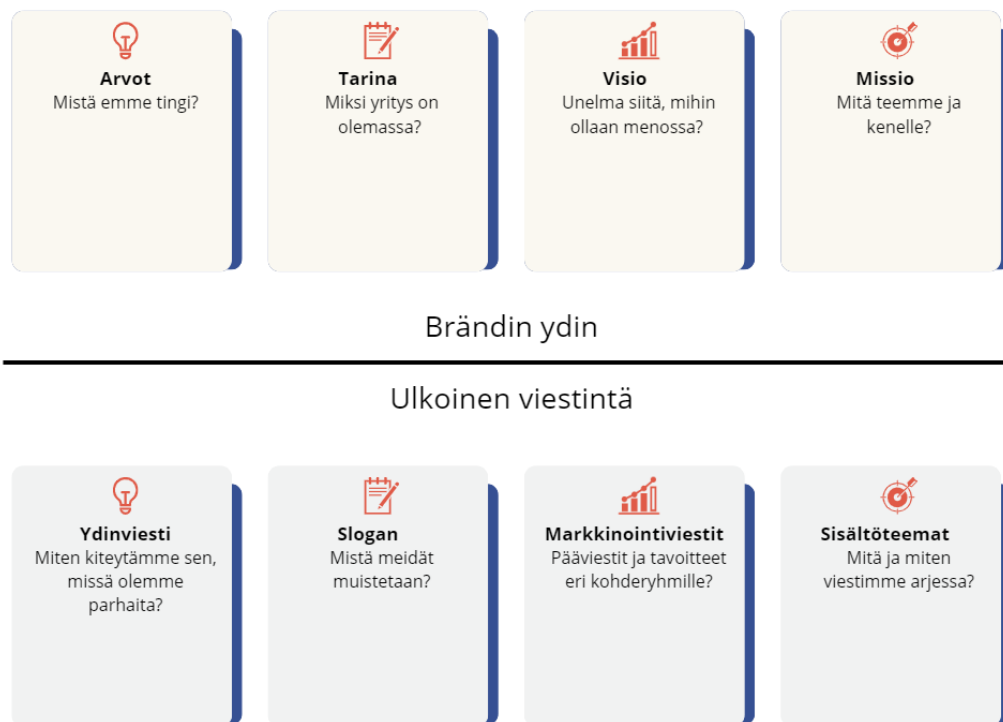 Arvot
Mistä emme tingi?
Tarina
Miksi yritys on
olemassa?
Visio
Unelma siitä, mihin
ollaan menossa?
Missio
Mitä teemme ja
kenelle?
Brändin ydin
Ulkoinen viestintä
Ydinviesti
Miten kiteytämme sen,
missä olemme
parhaita?
Slogan
Mistä meidät
muistetaan?
Markkinointiviestit
Pääviestit ja tavoitteet
eri kohderyhmille?
Sisältöteemat
Mitä ja miten
viestimme arjessa?